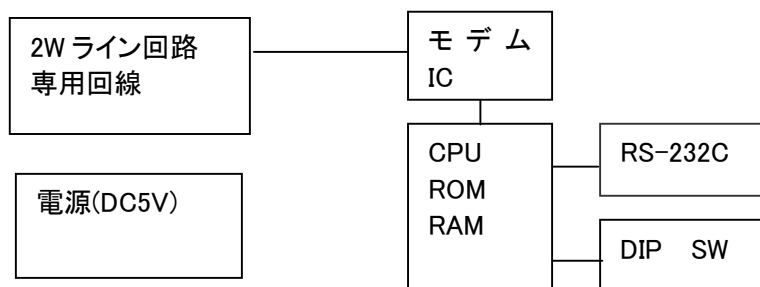 2W ライン回路
専用回線
モ デ ム
IC
CPU
ROM
RAM
RS-232C
電源(DC5V)
DIP SW